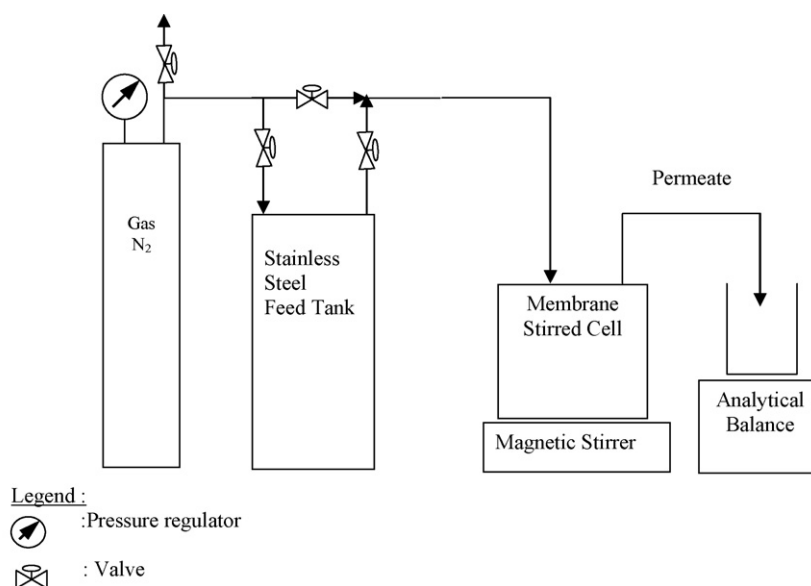 Permeate
Gas
N₂
Stainless
Steel
Feed Tank
Membrane
Stirred Cell
Magnetic Stirrer
Analytical
Balance
Legend :
:Pressure regulator
: Valve